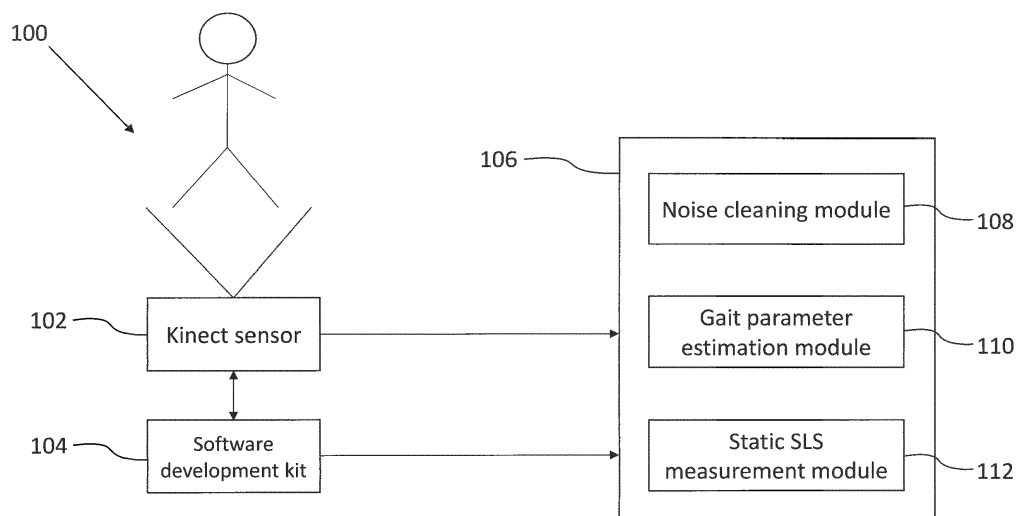 100
106
Noise cleaning module
108
102
Kinect sensor
Gait parameter
estimation module
110
104
Software
development kit
Static SLS
measurement module
112